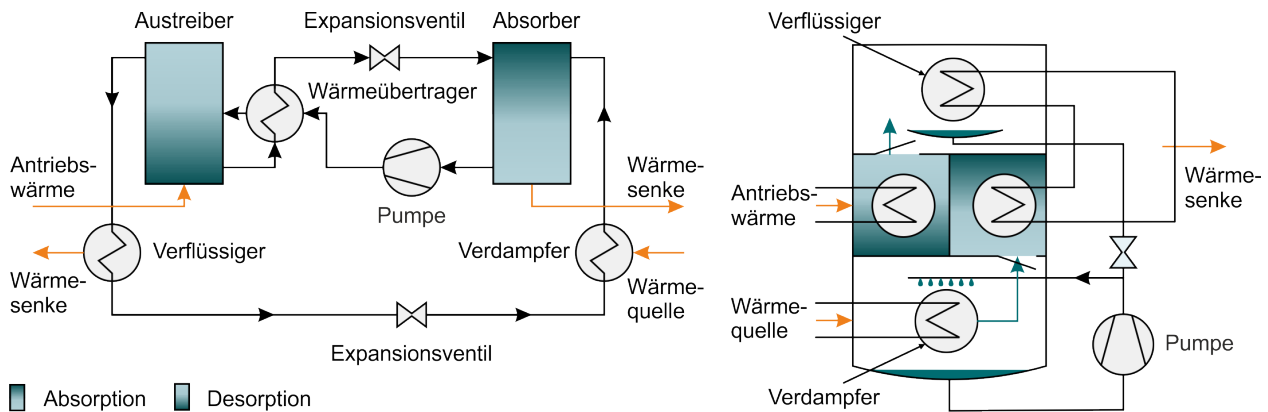 Austreiber
Expansionsventil
Absorber
Wärmeübertrager
Antriebs-
wärme
Pumpe
Wärme-
senke
Verflüssiger
Verdampfer
Wärme-
senke
Wärme-
quelle
Expansionsventil
Absorption
Desorption
Verflüssiger
Wärme-
senke
Antriebs-
wärme
Wärme-
quelle
Pumpe
Verdampfer